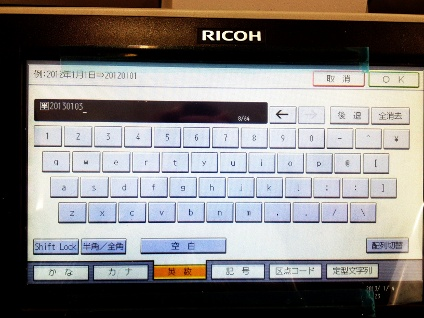 RICOH
例：2012年1月1日⇒20120101
取 消 Ｏ Ｋ
半20130103_
8/64
← → 後 退 全消去
1 2 3 4 5 6 7 8 9 0 - ^ ¥
q w e r t y u i o p @ [
a s d f g h j k l ; : ]
z x c v b n m , . / \
Shift Lock 半角／全角 空 白 配列切替
か な カ ナ 英 数 記 号 区点コード 定型文字列